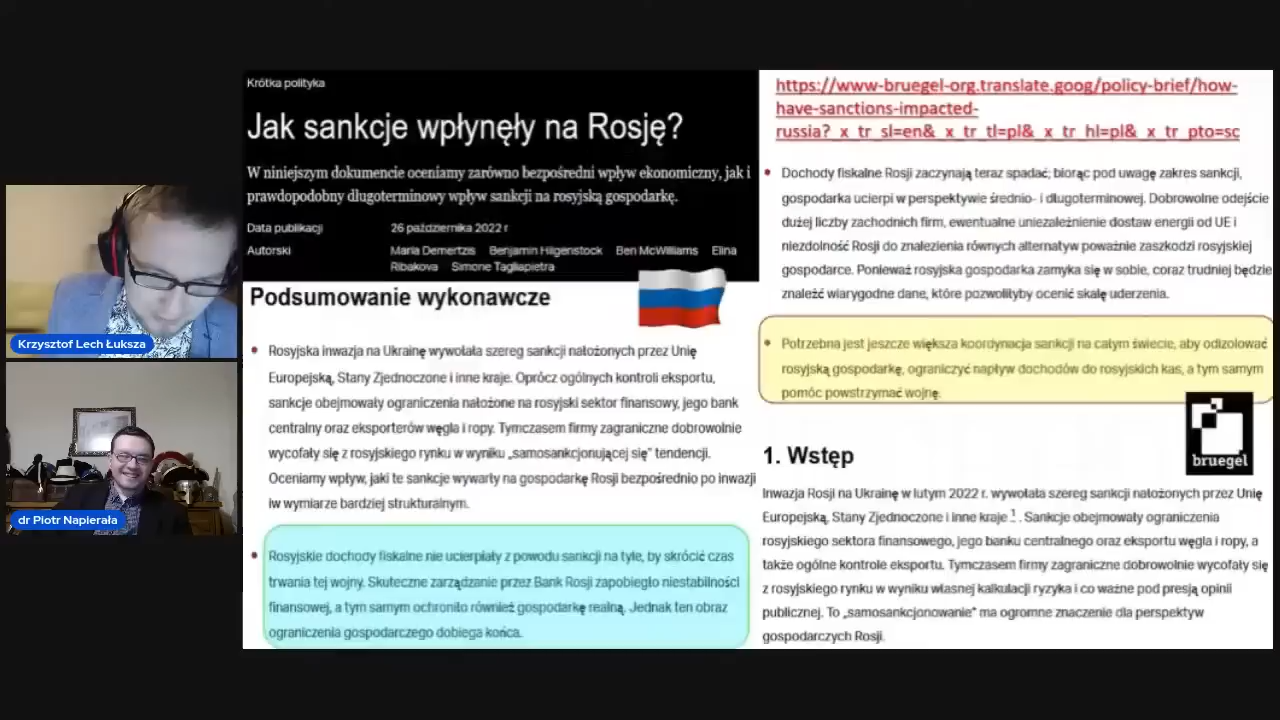 Krótka polityka
Jak sankcje wpłynęły na Rosję?
W niniejszym dokumencie oceniamy zarówno bezpośredni wpływ ekonomiczny, jak i
prawdopodobny długoterminowy wpływ sankcji na rosyjską gospodarkę.
Data publikacji 26 października 2022 r
Autorski Maria Demertzis Benjamin Hilgenstock Ben McWilliams Elina
Ribakova Simone Tagliapietra
Podsumowanie wykonawcze
Rosyjska inwazja na Ukrainę wywołała szereg sankcji nałożonych przez Unię
Europejską, Stany Zjednoczone i inne kraje. Oprócz ogólnych kontroli eksportu,
sankcje obejmowały ograniczenia nałożone na rosyjski sektor finansowy, jego bank
centralny oraz eksporterów węgla i ropy. Tymczasem firmy zagraniczne dobrowolnie
wycofały się z rosyjskiego rynku w wyniku „samosankcjonującej się” tendencji.
Oceniamy wpływ, jaki te sankcje wywarły na gospodarkę Rosji bezpośrednio po inwazji
iw wymiarze bardziej strukturalnym.
Rosyjskie dochody fiskalne nie ucierpiały z powodu sankcji na tyle, by skrócić czas
trwania tej wojny. Skuteczne zarządzanie przez Bank Rosji zapobiegło niestabilności
finansowej, a tym samym ochroniło również gospodarkę realną. Jednak ten obraz
ograniczenia gospodarczego dobiega końca.
https://www-bruegel-org.translate.goog/policy-brief/how-
have-sanctions-impacted-
russia?_x_tr_sl=en&_x_tr_tl=pl&_x_tr_hl=pl&_x_tr_pto=sc
Dochody fiskalne Rosji zaczynają teraz spadać; biorąc pod uwagę zakres sankcji,
gospodarka ucierpi w perspektywie średnio- i długoterminowej. Dobrowolne odejście
dużej liczby zachodnich firm, ewentualne uniezależnienie dostaw energii od UE i
niezdolność Rosji do znalezienia równych alternatyw poważnie zaszkodzi rosyjskiej
gospodarce. Ponieważ rosyjska gospodarka zamyka się w sobie, coraz trudniej będzie
znaleźć wiarygodne dane, które pozwoliłyby ocenić skalę uderzenia.
Potrzebna jest jeszcze większa koordynacja sankcji na całym świecie, aby odizolować
rosyjską gospodarkę, ograniczyć napływ dochodów do rosyjskich kas, a tym samym
pomóc powstrzymać wojnę.
bruegel
1. Wstęp
Inwazja Rosji na Ukrainę w lutym 2022 r. wywołała szereg sankcji nałożonych przez Unię
Europejską, Stany Zjednoczone i inne kraje 1 . Sankcje obejmowały ograniczenia
rosyjskiego sektora finansowego, jego banku centralnego oraz eksportu węgla i ropy, a
także ogólne kontrole eksportu. Tymczasem firmy zagraniczne dobrowolnie wycofały się
z rosyjskiego rynku w wyniku własnej kalkulacji ryzyka i co ważne pod presją opinii
publicznej. To „samosankcjonowanie” ma ogromne znaczenie dla perspektyw
gospodarczych Rosji.
Krzysztof Lech Łuksza
dr Piotr Napierała